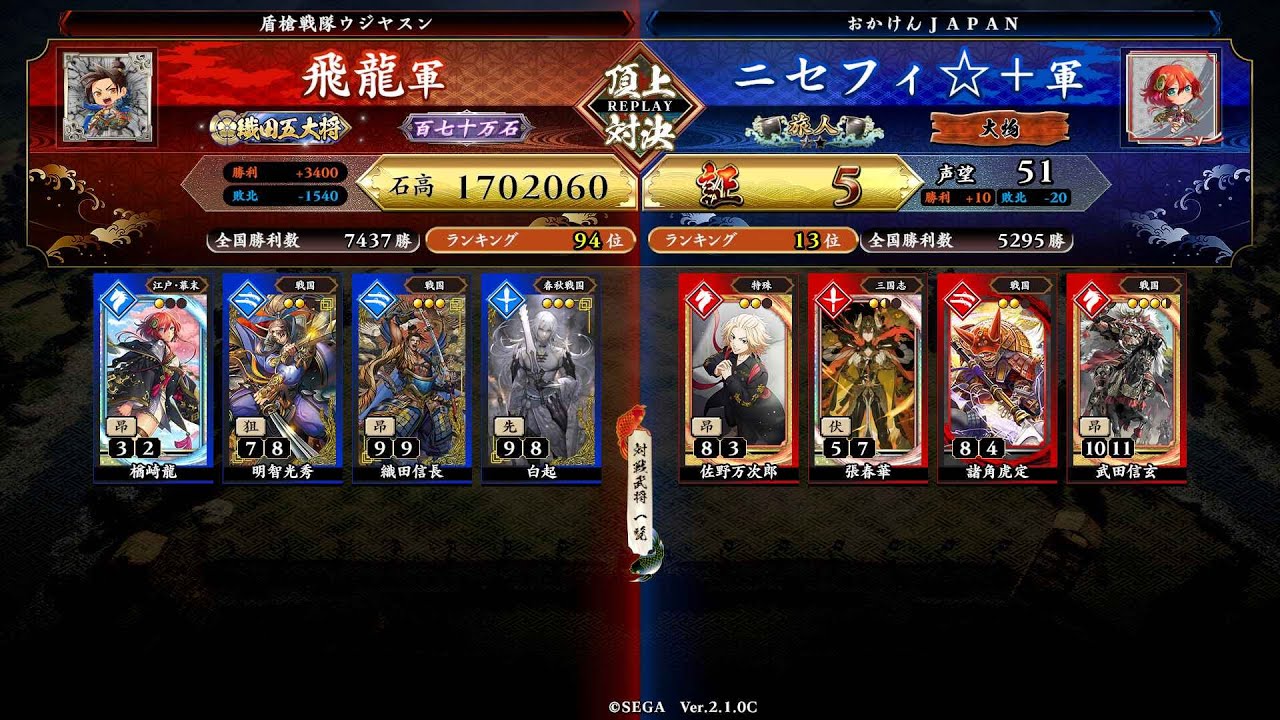 盾槍戦隊ウジヤスン
おかけんJAPAN
飛龍軍
頂上
REPLAY
対決
ニセフィ☆＋軍
織田五大将
百七十万石
旅人
大名
勝利 +3400
敗北 -1540
石高 1702060
証 5
声望 51
勝利 +10 敗北 -20
全国勝利数 7437勝
ランキング 94位
ランキング 13位
全国勝利数 5295勝
江戸・幕末
戦国
戦国
春秋戦国
特殊
三国志
戦国
戦国
昂
3 2
楢崎龍
狙
7 8
明智光秀
昂
9 9
織田信長
先
9 8
白起
対戦武将一覧
昂
8 3
佐野万次郎
伏
5 7
張春華
8 4
諸角虎定
昂
10 11
武田信玄
©SEGA Ver.2.1.0C